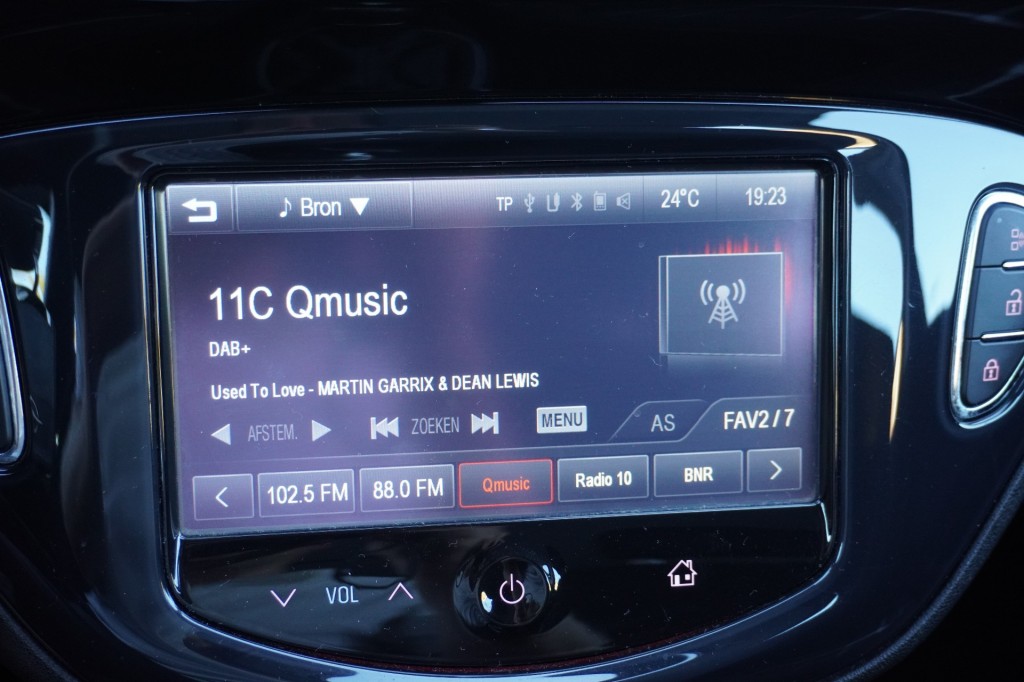 Bron TP 24°C 19:23
11C Qmusic
DAB+
Used To Love - MARTIN GARRIX & DEAN LEWIS
AFSTEM. ZOEKEN MENU AS FAV2 / 7
102.5 FM 88.0 FM Qmusic Radio 10 BNR
VOL